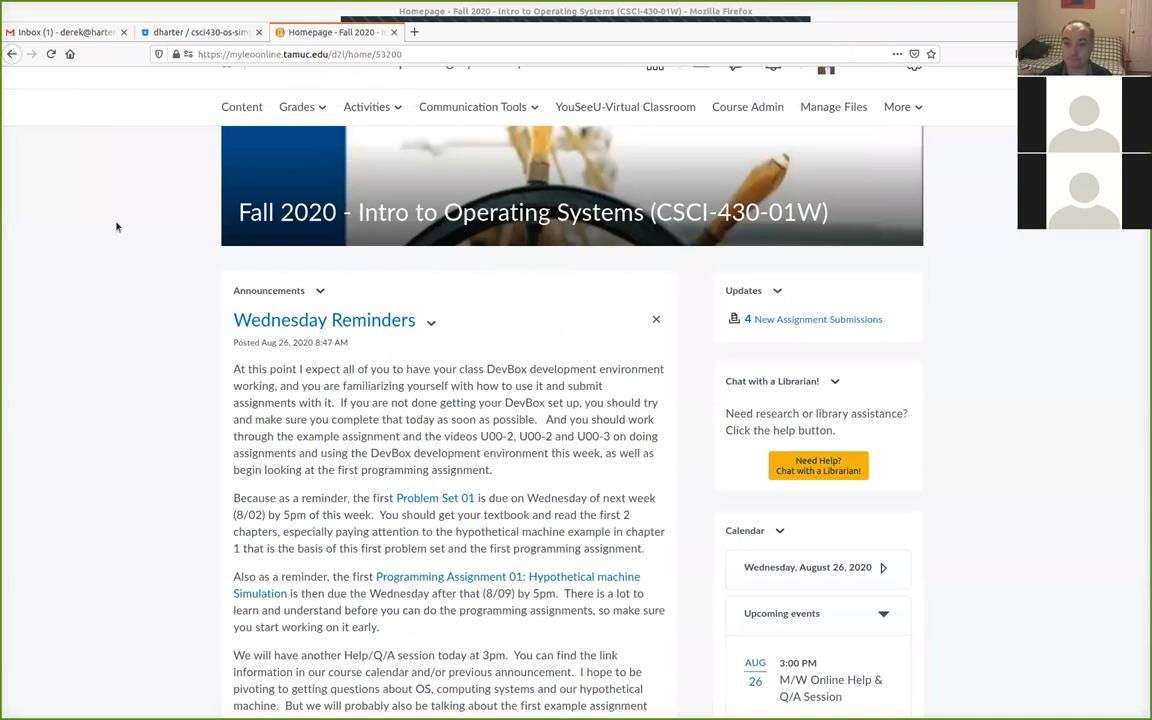 Homepage - Fall 2020 - Intro to Operating Systems (CSCI-430-01W) - Mozilla Firefox
Inbox (1) - derek@harte
dharter / csci430-os-sim
Homepage - Fall 2020 -
https://myleoonline.tamuc.edu/d2l/home/53200
Content
Grades
Activities
Communication Tools
YouSeeU-Virtual Classroom
Course Admin
Manage Files
More
Fall 2020 - Intro to Operating Systems (CSCI-430-01W)
Announcements
Wednesday Reminders
Posted Aug 26, 2020 8:47 AM
At this point I expect all of you to have your class DevBox development environment
working, and you are familiarizing yourself with how to use it and submit
assignments with it. If you are not done getting your DevBox set up, you should try
and make sure you complete that today as soon as possible. And you should work
through the example assignment and the videos U00-2, U00-2 and U00-3 on doing
assignments and using the DevBox development environment this week, as well as
begin looking at the first programming assignment.
Because as a reminder, the first Problem Set 01 is due on Wednesday of next week
(8/02) by 5pm of this week. You should get your textbook and read the first 2
chapters, especially paying attention to the hypothetical machine example in chapter
1 that is the basis of this first problem set and the first programming assignment.
Also as a reminder, the first Programming Assignment 01: Hypothetical machine
Simulation is then due the Wednesday after that (8/09) by 5pm. There is a lot to
learn and understand before you can do the programming assignments, so make sure
you start working on it early.
We will have another Help/Q/A session today at 3pm. You can find the link
information in our course calendar and/or previous announcement. I hope to be
pivoting to getting questions about OS, computing systems and our hypothetical
machine. But we will probably also be talking about the first example assignment
Updates
4 New Assignment Submissions
Chat with a Librarian!
Need research or library assistance?
Click the help button.
Need Help?
Chat with a Librarian!
Calendar
Wednesday, August 26, 2020
Upcoming events
AUG
26
3:00 PM
M/W Online Help &
Q/A Session